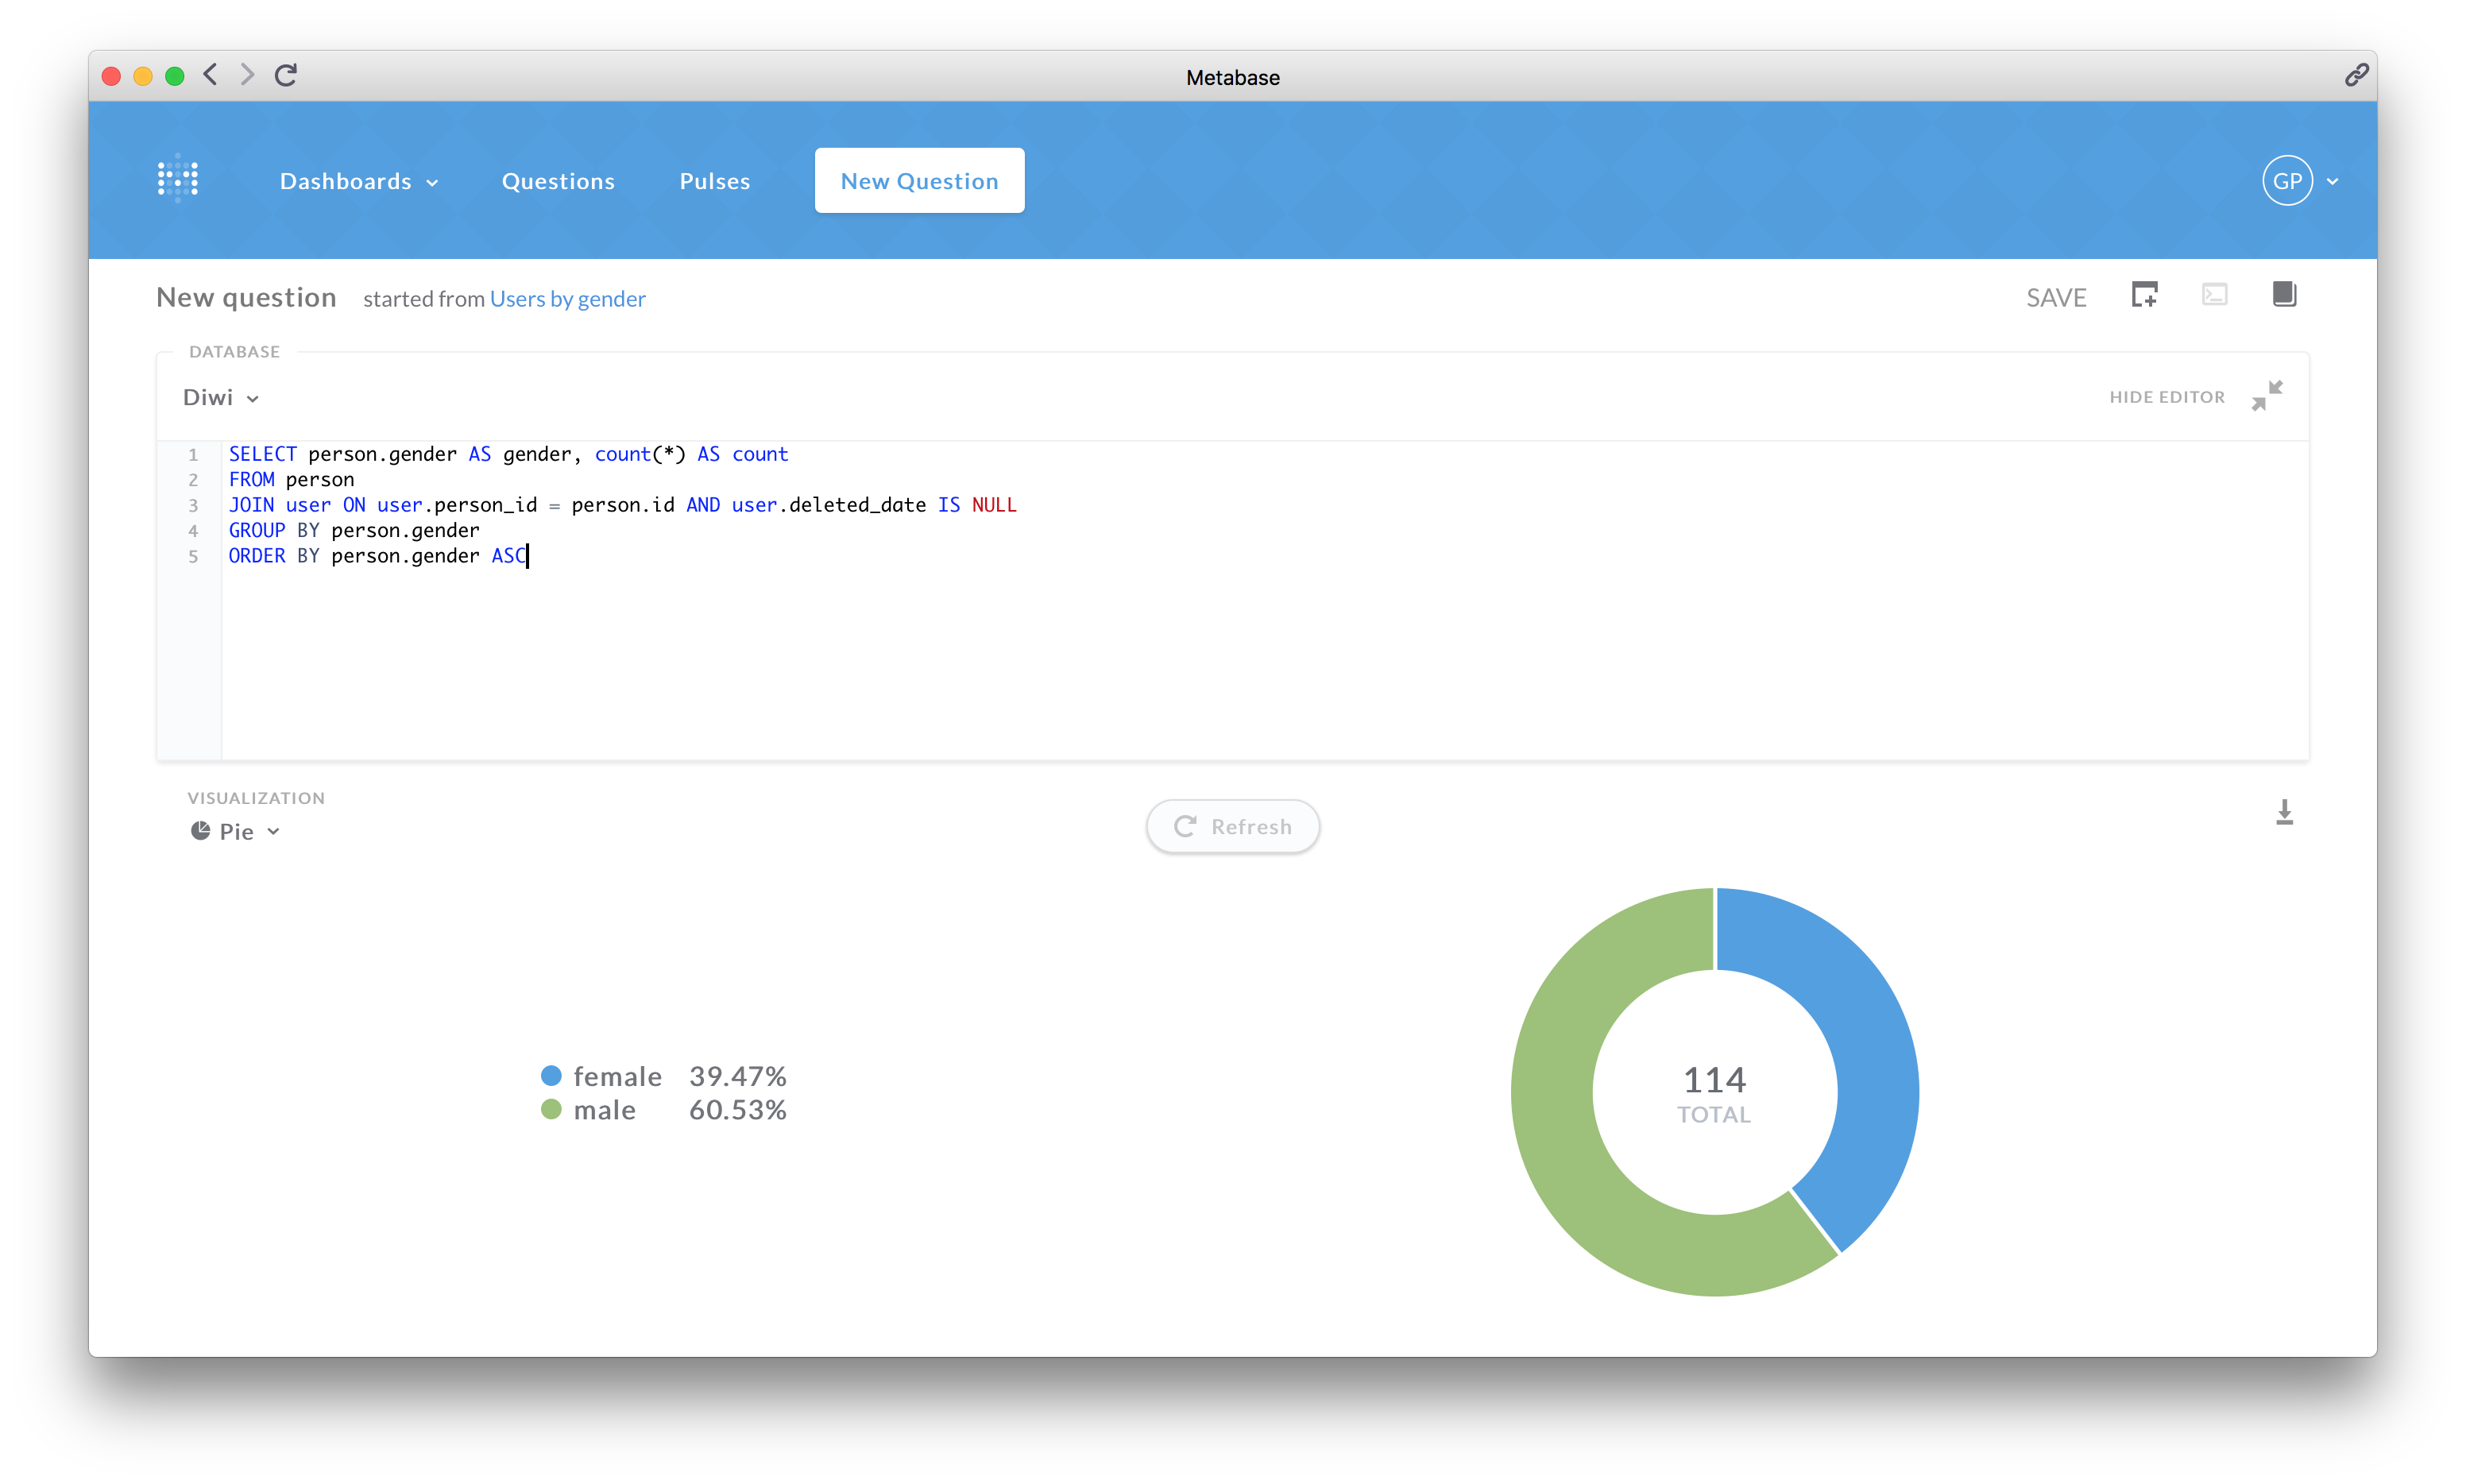 Metabase
Dashboards Questions Pulses New Question GP
New question started from Users by gender SAVE
DATABASE
Diwi HIDE EDITOR
1 SELECT person.gender AS gender, count(*) AS count
2 FROM person
3 JOIN user ON user.person_id = person.id AND user.deleted_date IS NULL
4 GROUP BY person.gender
5 ORDER BY person.gender ASC
VISUALIZATION
Pie
Refresh
female 39.47%
male 60.53%
114
TOTAL